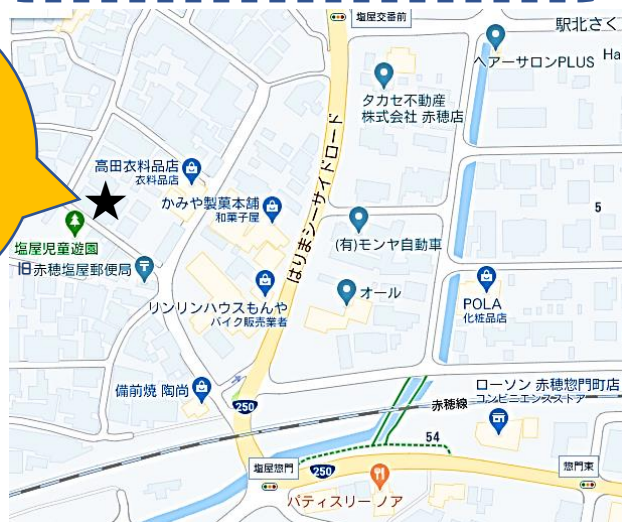 塩屋交番前
駅北さく
ヘアーサロンPLUS
Ha
タカセ不動産
株式会社 赤穂店
高田衣料品店
衣料品店
かみや製菓本舗
和菓子屋
はりまシーサイドロード
5
(有)モンヤ自動車
塩屋児童遊園
旧赤穂塩屋郵便局
リンリンハウスもんや
バイク販売業者
オール
POLA
化粧品店
備前焼 陶尚
250
赤穂線
ローソン 赤穂惣門町店
コンビニエンスストア
54
塩屋惣門
250
惣門東
パティスリー ノア